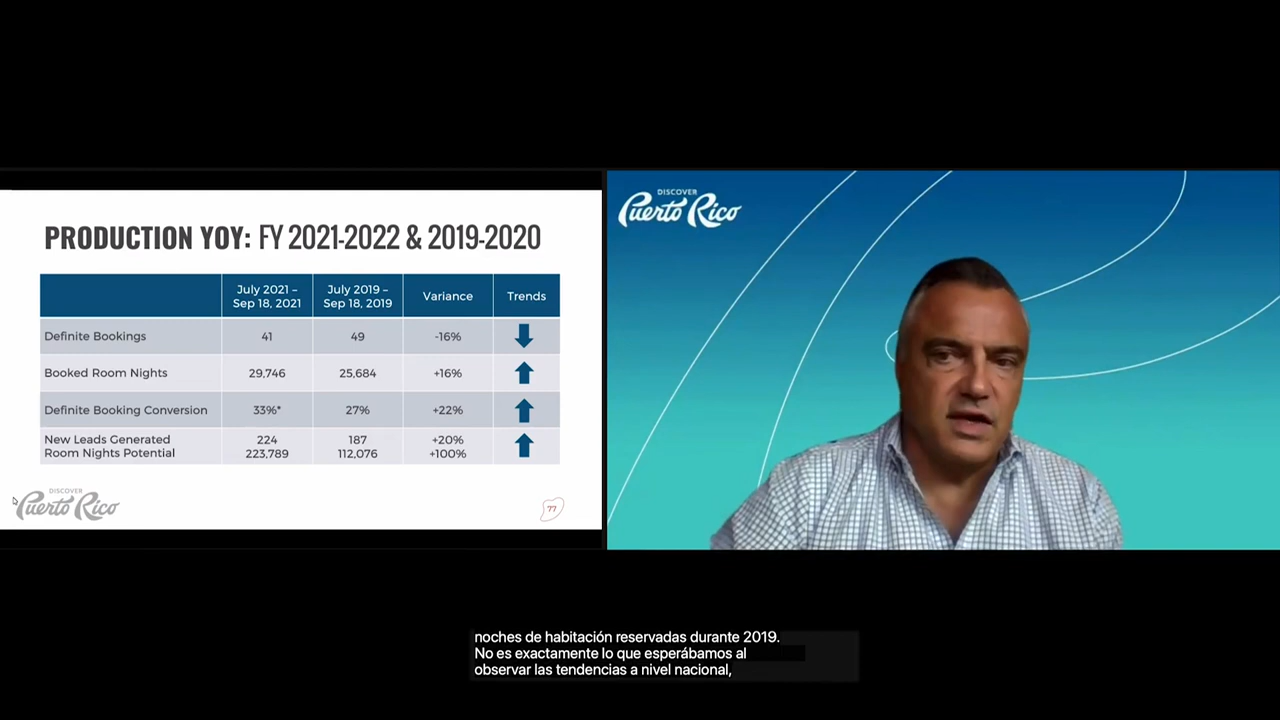 PRODUCTION YOY: FY 2021-2022 & 2019-2020
July 2021 – Sep 18, 2021
July 2019 – Sep 18, 2019
Variance
Trends
Definite Bookings 41 49 -16%
Booked Room Nights 29,746 25,684 +16%
Definite Booking Conversion 33%* 27% +22%
New Leads Generated 224 187 +20%
Room Nights Potential 223,789 112,076 +100%
DISCOVER
Puerto Rico
77
DISCOVER
Puerto Rico
noches de habitación reservadas durante 2019.
No es exactamente lo que esperábamos al
observar las tendencias a nivel nacional,